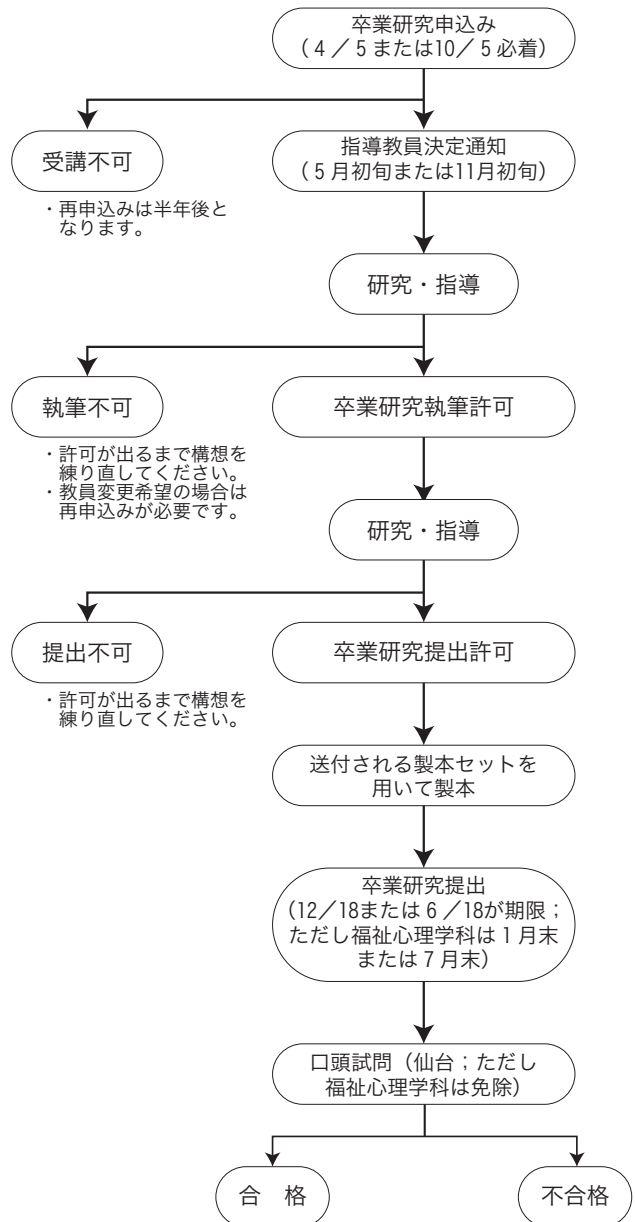 卒業研究申込み
（4／5または10／5必着）
受講不可
指導教員決定通知
（5月初旬または11月初旬）
・再申込みは半年後と
なります。
研究・指導
執筆不可
卒業研究執筆許可
・許可が出るまで構想を
練り直してください。
・教員変更希望の場合は
再申込みが必要です。
研究・指導
提出不可
卒業研究提出許可
・許可が出るまで構想を
練り直してください。
送付される製本セットを
用いて製本
卒業研究提出
（12／18または6／18が期限；
ただし福祉心理学科は1月末
または7月末）
口頭試問（仙台；ただし
福祉心理学科は免除）
合　格
不合格